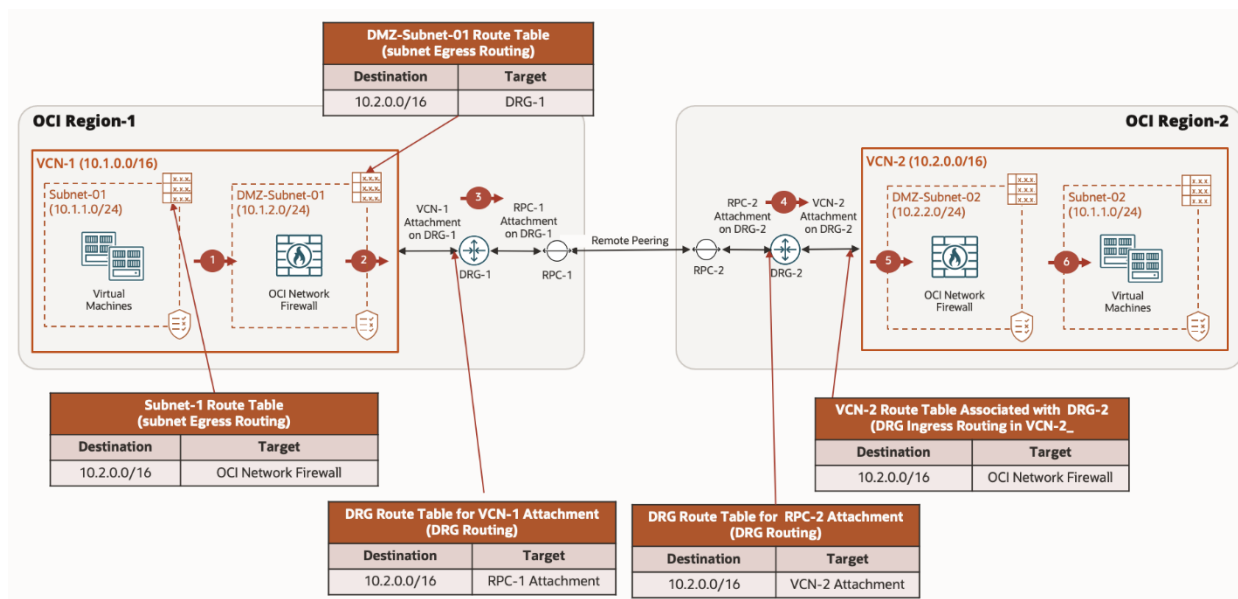 DMZ-Subnet-01 Route Table
(subnet Egress Routing)
Destination Target
10.2.0.0/16 DRG-1
OCI Region-1
OCI Region-2
VCN-1 (10.1.0.0/16)
Subnet-01
(10.1.1.0/24)
DMZ-Subnet-01
(10.1.2.0/24)
1
2
Virtual
Machines
OCI Network
Firewall
3
VCN-1
Attachment
on DRG-1
RPC-1
Attachment
on DRG-1
DRG-1
RPC-1
Remote Peering
4
RPC-2
Attachment
on DRG-2
VCN-2
Attachment
on DRG-2
RPC-2
DRG-2
VCN-2 (10.2.0.0/16)
DMZ-Subnet-02
(10.2.2.0/24)
Subnet-02
(10.1.1.0/24)
5
6
OCI Network
Firewall
Virtual
Machines
Subnet-1 Route Table
(subnet Egress Routing)
Destination Target
10.2.0.0/16 OCI Network Firewall
VCN-2 Route Table Associated with DRG-2
(DRG Ingress Routing in VCN-2_
Destination Target
10.2.0.0/16 OCI Network Firewall
DRG Route Table for VCN-1 Attachment
(DRG Routing)
Destination Target
10.2.0.0/16 RPC-1 Attachment
DRG Route Table for RPC-2 Attachment
(DRG Routing)
Destination Target
10.2.0.0/16 VCN-2 Attachment